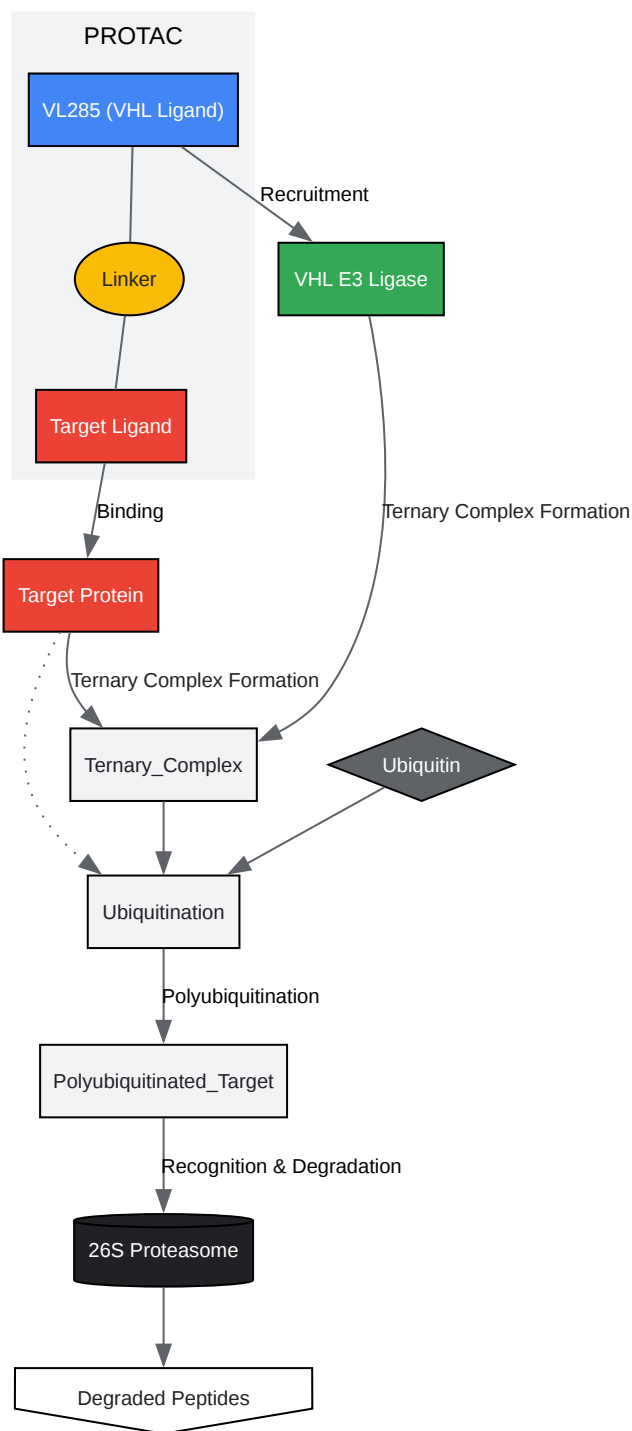 PROTAC
VL285 (VHL Ligand)
Recruitment
Linker
VHL E3 Ligase
Target Ligand
Binding
Ternary Complex Formation
Target Protein
Ternary Complex Formation
Ternary_Complex
Ubiquitin
Ubiquitination
Polyubiquitination
Polyubiquitinated_Target
Recognition & Degradation
26S Proteasome
Degraded Peptides